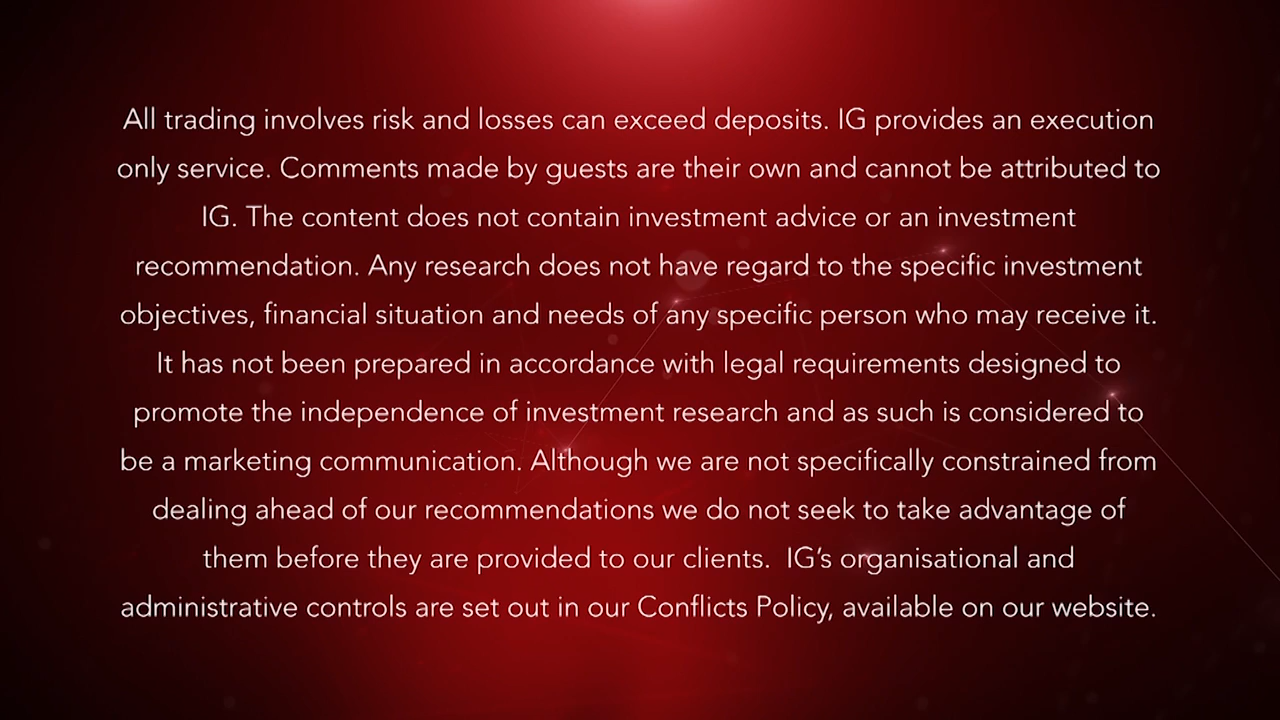 All trading involves risk and losses can exceed deposits. IG provides an execution
only service. Comments made by guests are their own and cannot be attributed to
IG. The content does not contain investment advice or an investment
recommendation. Any research does not have regard to the specific investment
objectives, financial situation and needs of any specific person who may receive it.
It has not been prepared in accordance with legal requirements designed to
promote the independence of investment research and as such is considered to
be a marketing communication. Although we are not specifically constrained from
dealing ahead of our recommendations we do not seek to take advantage of
them before they are provided to our clients.  IG’s organisational and
administrative controls are set out in our Conflicts Policy, available on our website.